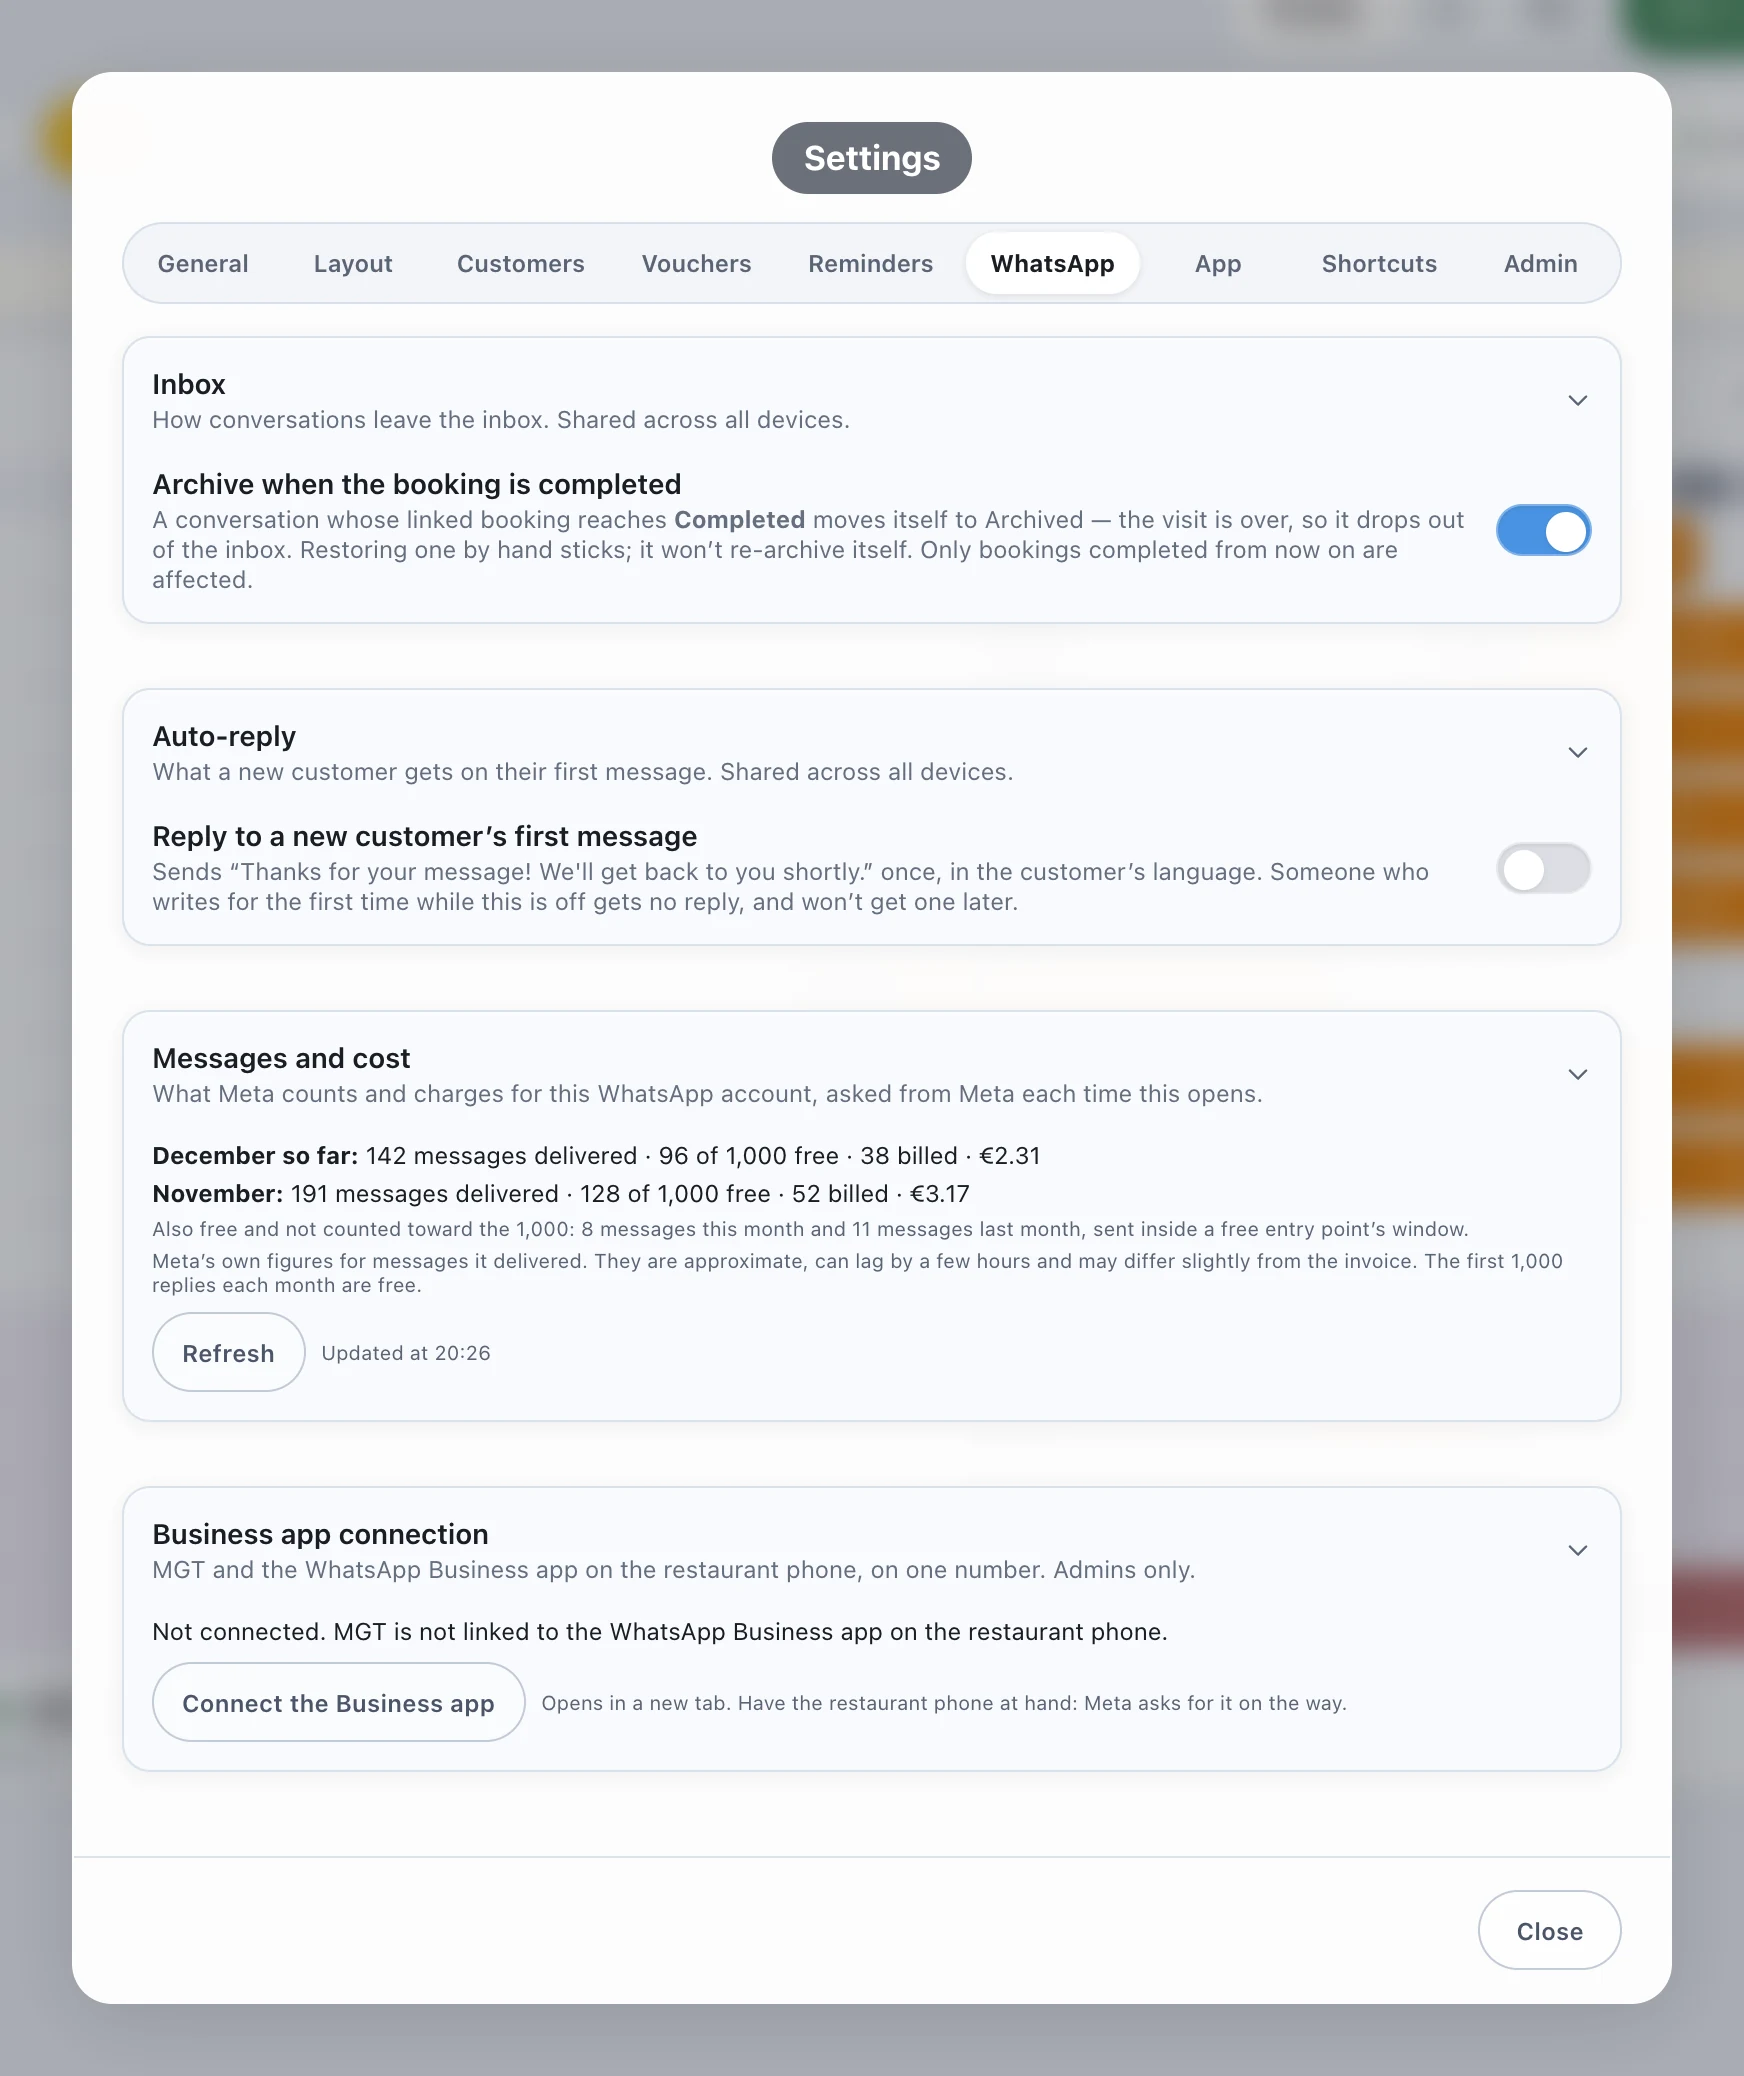 Settings
General Layout Customers Vouchers Reminders WhatsApp App Shortcuts Admin
Inbox
How conversations leave the inbox. Shared across all devices.
Archive when the booking is completed
A conversation whose linked booking reaches Completed moves itself to Archived — the visit is over, so it drops out
of the inbox. Restoring one by hand sticks; it won’t re-archive itself. Only bookings completed from now on are
affected.
Auto-reply
What a new customer gets on their first message. Shared across all devices.
Reply to a new customer’s first message
Sends “Thanks for your message! We'll get back to you shortly.” once, in the customer’s language. Someone who
writes for the first time while this is off gets no reply, and won’t get one later.
Messages and cost
What Meta counts and charges for this WhatsApp account, asked from Meta each time this opens.
December so far: 142 messages delivered · 96 of 1,000 free · 38 billed · €2.31
November: 191 messages delivered · 128 of 1,000 free · 52 billed · €3.17
Also free and not counted toward the 1,000: 8 messages this month and 11 messages last month, sent inside a free entry point’s window.
Meta’s own figures for messages it delivered. They are approximate, can lag by a few hours and may differ slightly from the invoice. The first 1,000
replies each month are free.
Refresh Updated at 20:26
Business app connection
MGT and the WhatsApp Business app on the restaurant phone, on one number. Admins only.
Not connected. MGT is not linked to the WhatsApp Business app on the restaurant phone.
Connect the Business app Opens in a new tab. Have the restaurant phone at hand: Meta asks for it on the way.
Close